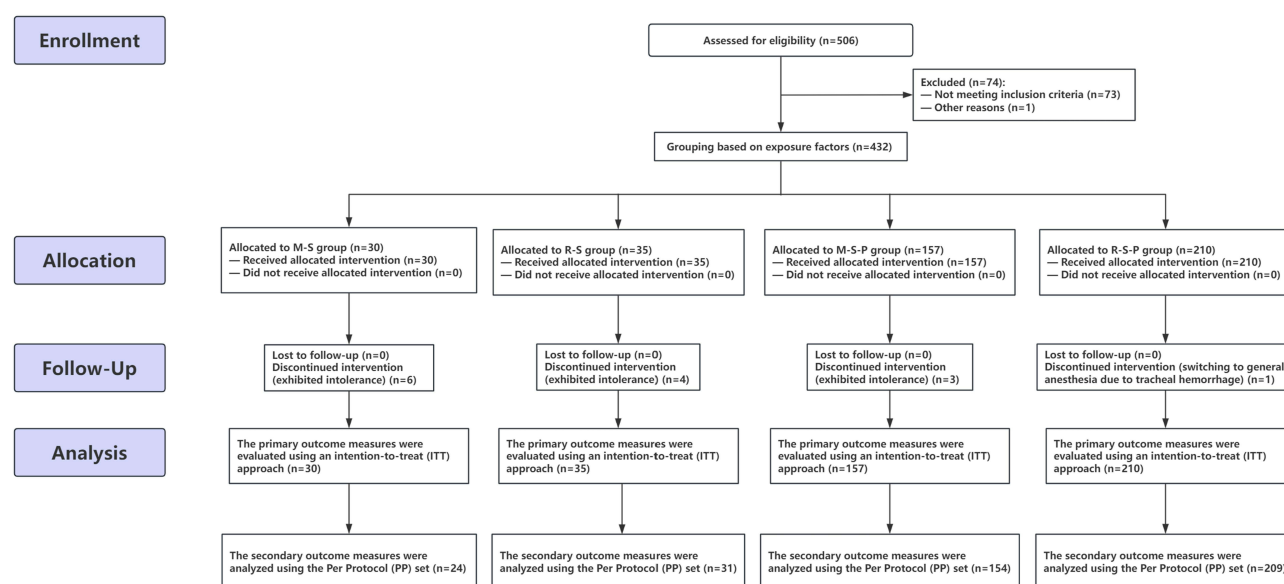 Enrollment
Assessed for eligibility (n=506)
Excluded (n=74):
— Not meeting inclusion criteria (n=73)
— Other reasons (n=1)
Grouping based on exposure factors (n=432)
Allocation
Allocated to M-S group (n=30)
— Received allocated intervention (n=30)
— Did not receive allocated intervention (n=0)
Allocated to R-S group (n=35)
— Received allocated intervention (n=35)
— Did not receive allocated intervention (n=0)
Allocated to M-S-P group (n=157)
— Received allocated intervention (n=157)
— Did not receive allocated intervention (n=0)
Allocated to R-S-P group (n=210)
— Received allocated intervention (n=210)
— Did not receive allocated intervention (n=0)
Follow-Up
Lost to follow-up (n=0)
Discontinued intervention
(exhibited intolerance) (n=6)
Lost to follow-up (n=0)
Discontinued intervention
(exhibited intolerance) (n=4)
Lost to follow-up (n=0)
Discontinued intervention
(exhibited intolerance) (n=3)
Lost to follow-up (n=0)
Discontinued intervention (switching to general
anesthesia due to tracheal hemorrhage) (n=1)
Analysis
The primary outcome measures were
evaluated using an intention-to-treat (ITT)
approach (n=30)
The primary outcome measures were
evaluated using an intention-to-treat (ITT)
approach (n=35)
The primary outcome measures were
evaluated using an intention-to-treat (ITT)
approach (n=157)
The primary outcome measures were
evaluated using an intention-to-treat (ITT)
approach (n=210)
The secondary outcome measures were
analyzed using the Per Protocol (PP) set (n=24)
The secondary outcome measures were
analyzed using the Per Protocol (PP) set (n=31)
The secondary outcome measures were
analyzed using the Per Protocol (PP) set (n=154)
The secondary outcome measures were
analyzed using the Per Protocol (PP) set (n=209)